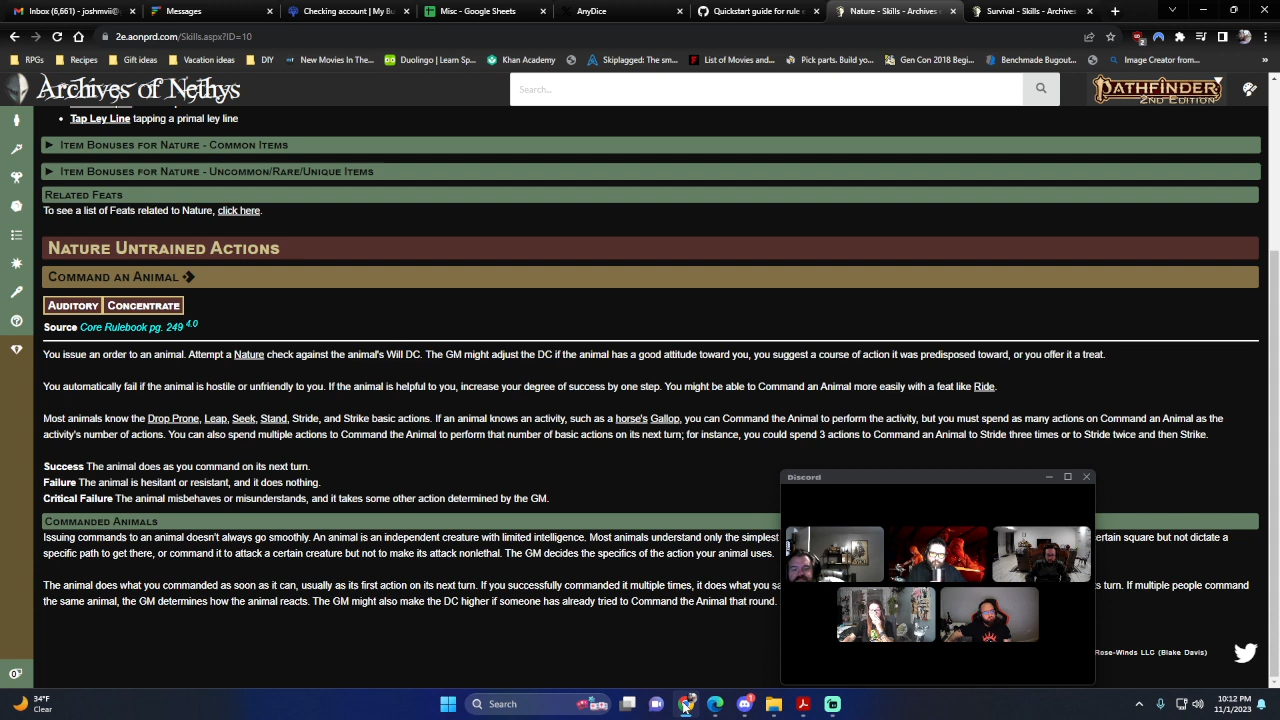 Inbox (6,661) - joshmvii@
Messages
Checking account | My Bu
Misc - Google Sheets
AnyDice
Quickstart guide for rule
Nature - Skills - Archives
Survival - Skills - Archives
2e.aonprd.com/Skills.aspx?ID=10
RPGs
Recipes
Gift ideas
Vacation ideas
DIY
New Movies In The...
Duolingo | Learn Sp...
Khan Academy
Skiplagged: The sm...
List of Movies and...
Pick parts. Build yo...
Gen Con 2018 Begi...
Benchmade Bugout...
Image Creator from...
Archives of Nethys
Search...
PATHFINDER
2ND EDITION
• Tap Ley Line tapping a primal ley line
Item Bonuses for Nature - Common Items
Item Bonuses for Nature - Uncommon/Rare/Unique Items
Related Feats
To see a list of Feats related to Nature, click here.
Nature Untrained Actions
Command an Animal
Auditory Concentrate
Source Core Rulebook pg. 249 4.0
You issue an order to an animal. Attempt a Nature check against the animal's Will DC. The GM might adjust the DC if the animal has a good attitude toward you, you suggest a course of action it was predisposed toward, or you offer it a treat.
You automatically fail if the animal is hostile or unfriendly to you. If the animal is helpful to you, increase your degree of success by one step. You might be able to Command an Animal more easily with a feat like Ride.
Most animals know the Drop Prone, Leap, Seek, Stand, Stride, and Strike basic actions. If an animal knows an activity, such as a horse's Gallop, you can Command the Animal to perform the activity, but you must spend as many actions on Command an Animal as the
activity's number of actions. You can also spend multiple actions to Command the Animal to perform that number of basic actions on its next turn; for instance, you could spend 3 actions to Command an Animal to Stride three times or to Stride twice and then Strike.
Success The animal does as you command on its next turn.
Failure The animal is hesitant or resistant, and it does nothing.
Critical Failure The animal misbehaves or misunderstands, and it takes some other action determined by the GM.
Commanded Animals
Issuing commands to an animal doesn't always go smoothly. An animal is an independent creature with limited intelligence. Most animals understand only the simplest
ertain square but not dictate a
specific path to get there, or command it to attack a certain creature but not to make its attack nonlethal. The GM decides the specifics of the action your animal uses.
The animal does what you commanded as soon as it can, usually as its first action on its next turn. If you successfully commanded it multiple times, it does what you sa
s turn. If multiple people command
the same animal, the GM determines how the animal reacts. The GM might also make the DC higher if someone has already tried to Command the Animal that round.
Discord
Rose-Winds LLC (Blake Davis)
34°F
Clear
Search
10:12 PM
11/1/2023